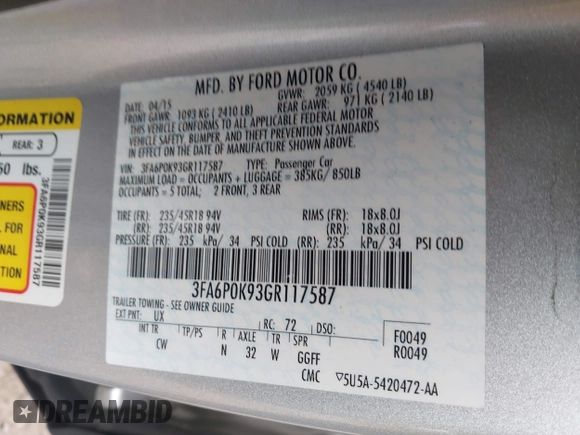 MFD. BY FORD MOTOR CO.
DATE: 04/15 GVWR: 2059 KG ( 4540 LB)
FRONT GAWR: 1093 KG ( 2410 LB) REAR GAWR: 971 KG ( 2140 LB)
THIS VEHICLE CONFORMS TO ALL APPLICABLE FEDERAL MOTOR
VEHICLE SAFETY, BUMPER, AND THEFT PREVENTION STANDARDS
IN EFFECT ON THE DATE OF MANUFACTURE SHOWN ABOVE.
VIN: 3FA6P0K93GR117587 TYPE: Passenger Car
MAXIMUM LOAD = OCCUPANTS + LUGGAGE = 385KG/ 850LB
OCCUPANTS = 5 TOTAL; 2 FRONT, 3 REAR
TIRE (FR): 235/45R18 94V RIMS (FR): 18x8.0J
(RR): 235/45R18 94V (RR): 18x8.0J
PRESSURE (FR): 235 kPa/ 34 PSI COLD (RR): 235 kPa/ 34 PSI COLD
3FA6P0K93GR117587
TRAILER TOWING - SEE OWNER GUIDE
EXT PNT: UX RC: 72 DSO: F0049
R0049
INT TR TP/PS R AXLE TR SPR
CW N 32 W GGFF
CMC 5U5A-5420472-AA
FORMATION
REAR: 3
50 lbs.
NERS
FOR
NAL
TION
3FA6P0K93GR117587
DREAMBID